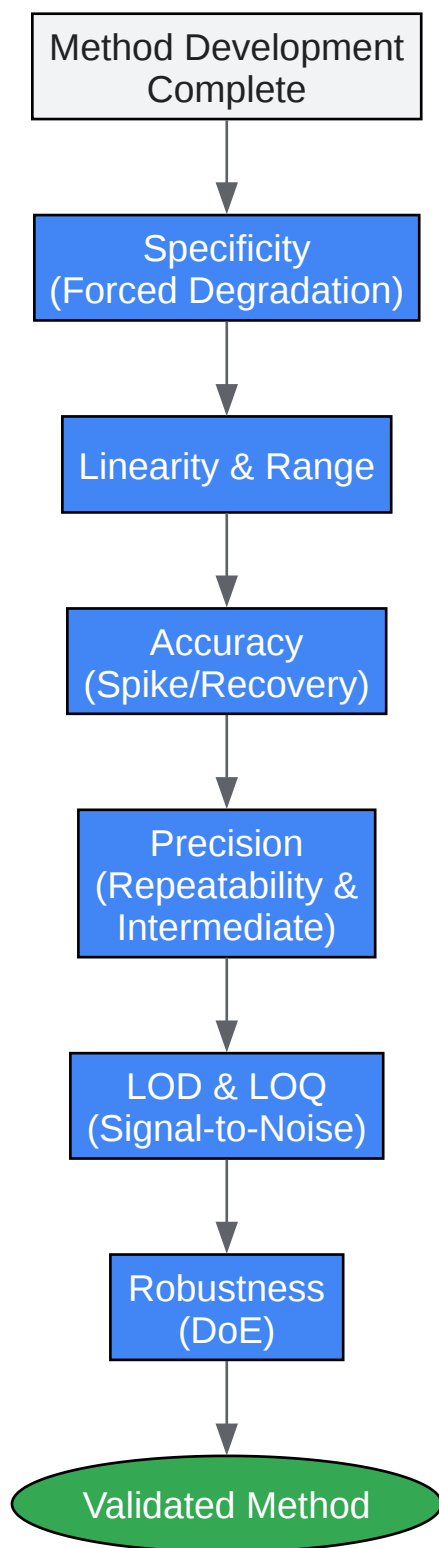 Method Development
Complete
Specificity
(Forced Degradation)
Linearity & Range
Accuracy
(Spike/Recovery)
Precision
(Repeatability &
Intermediate)
LOD & LOQ
(Signal-to-Noise)
Robustness
(DoE)
Validated Method